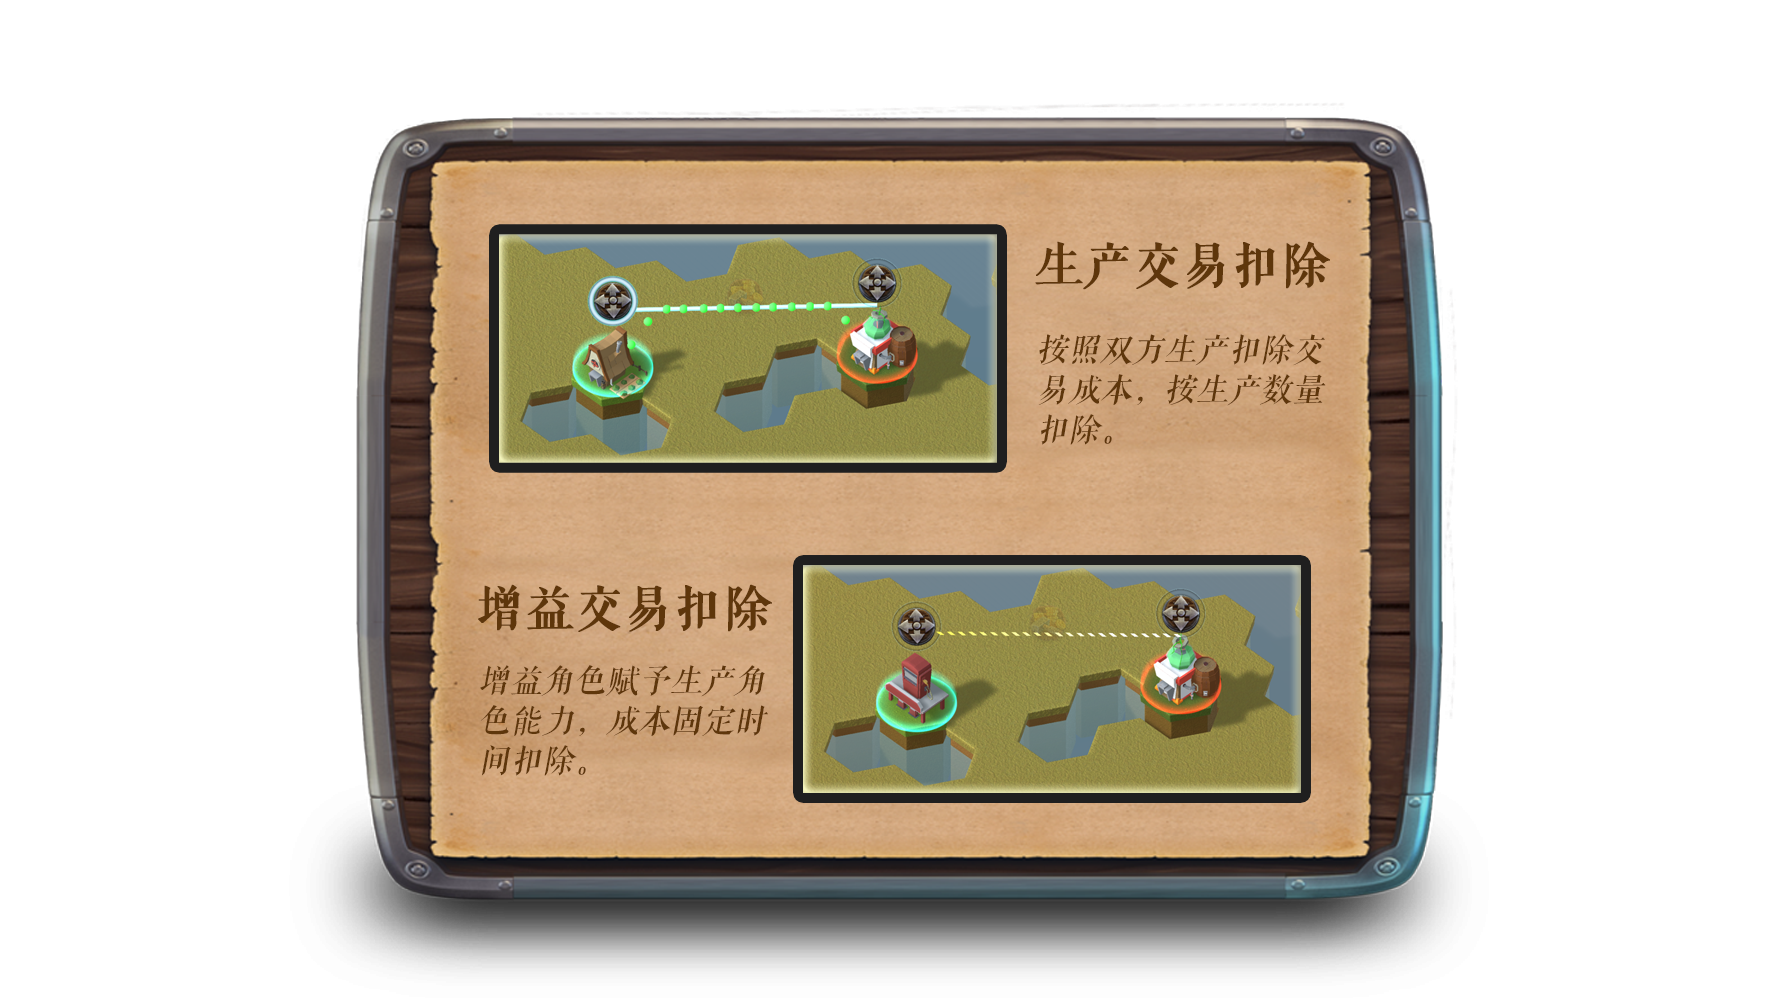 生产交易扣除
按照双方生产扣除交
易成本，按生产数量
扣除。
增益交易扣除
增益角色赋予生产角
色能力，成本固定时
间扣除。